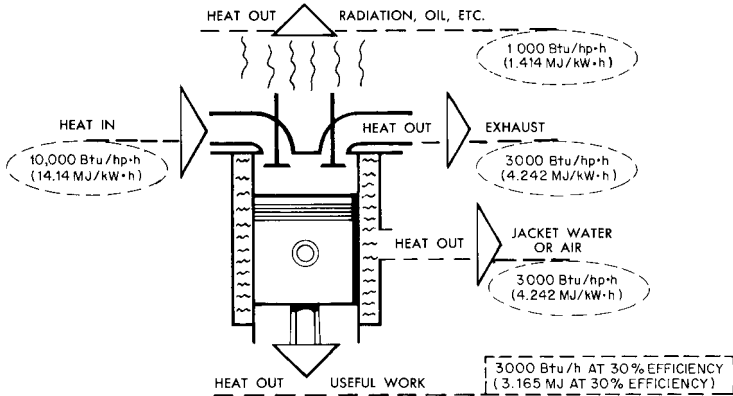 HEAT OUT RADIATION, OIL, ETC.
1000 Btu/hp•h
(1.414 MJ/kW•h)
HEAT IN
10,000 Btu/hp•h
(14.14 MJ/kW•h)
HEAT OUT EXHAUST
3000 Btu/hp•h
(4.242 MJ/kW•h)
HEAT OUT JACKET WATER
OR AIR
3000 Btu/hp•h
(4.242 MJ/kW•h)
3000 Btu/h AT 30% EFFICIENCY
(3.165 MJ AT 30% EFFICIENCY)
HEAT OUT USEFUL WORK